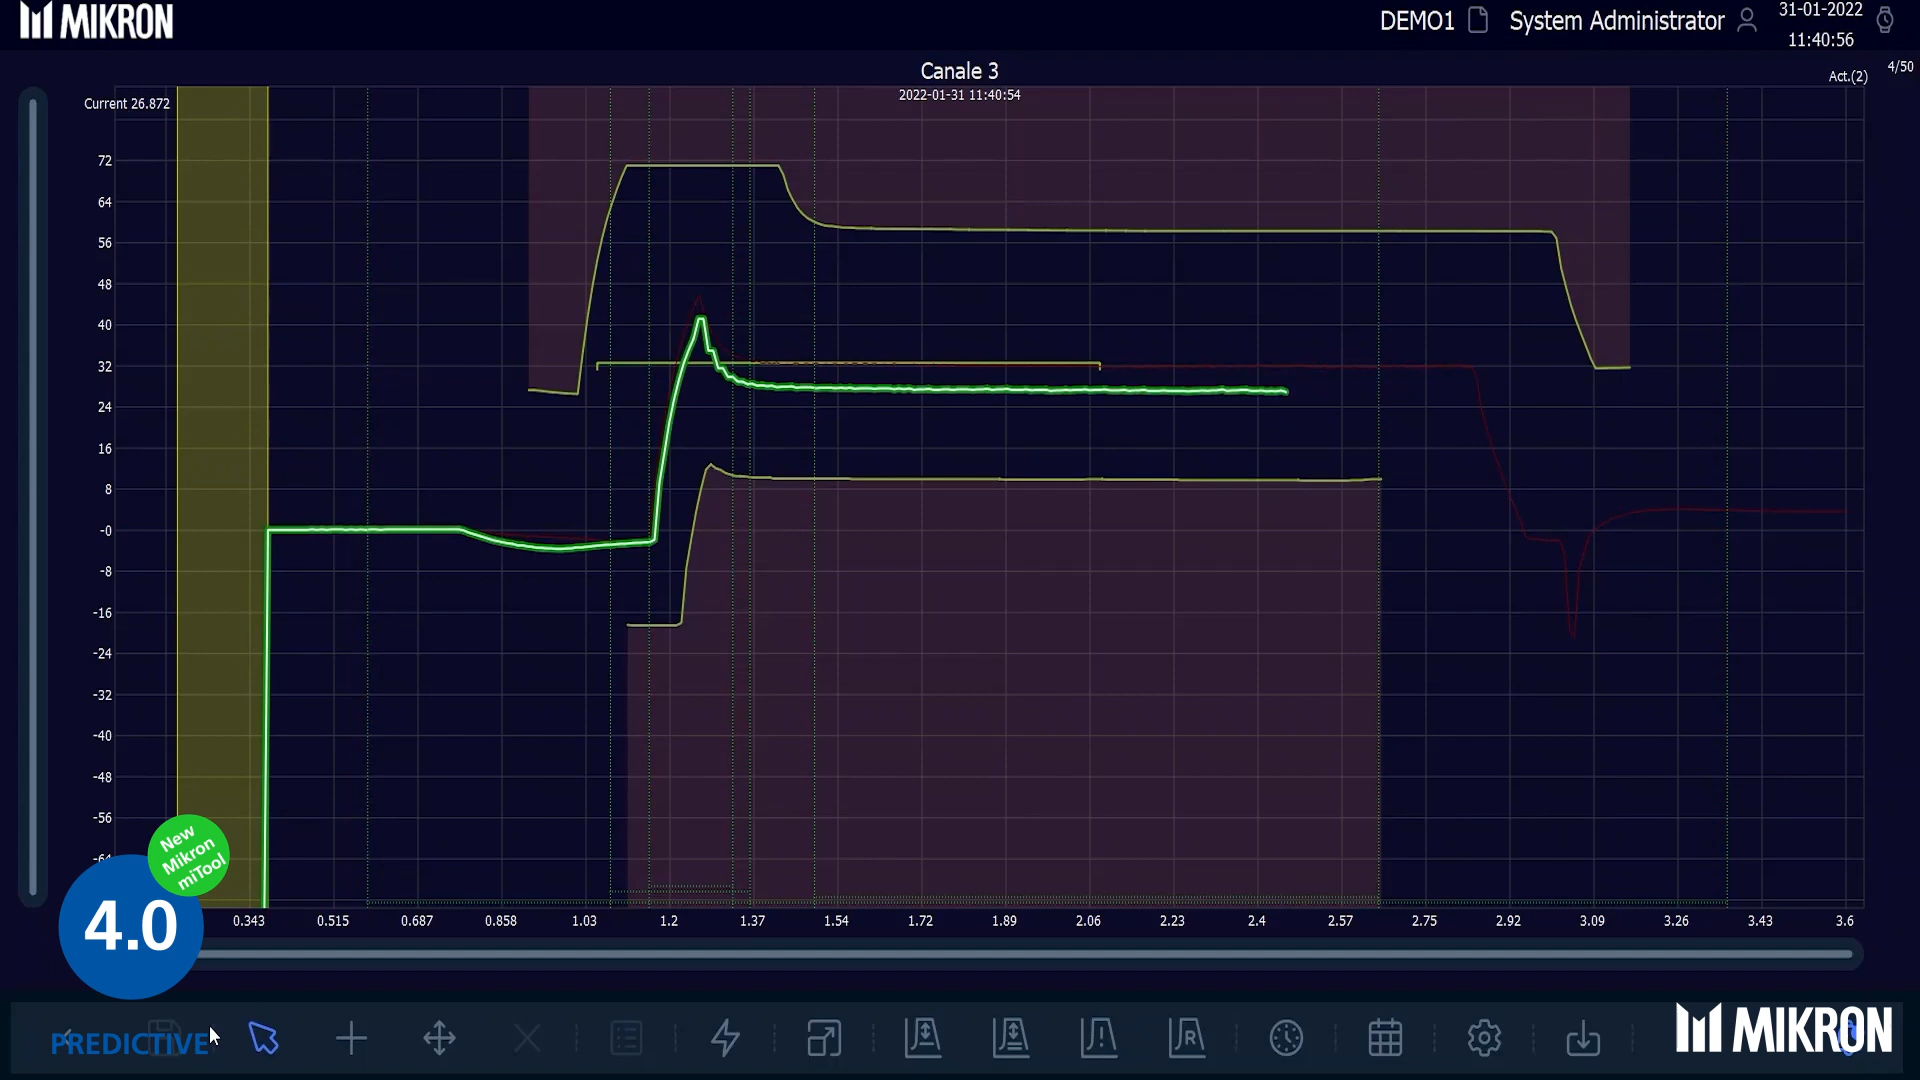 MIKRON
DEMO1
System Administrator
31-01-2022
11:40:56
Canale 3
2022-01-31 11:40:54
Act.(2)
4/50
Current 26.872
72
64
56
48
40
32
24
16
8
-0
-8
-16
-24
-32
-40
-48
-56
-64
0.343 0.515 0.687 0.858 1.03 1.2 1.37 1.54 1.72 1.89 2.06 2.23 2.4 2.57 2.75 2.92 3.09 3.26 3.43 3.6
New
Mikron
miTool
4.0
PREDICTIVE
R
MIKRON